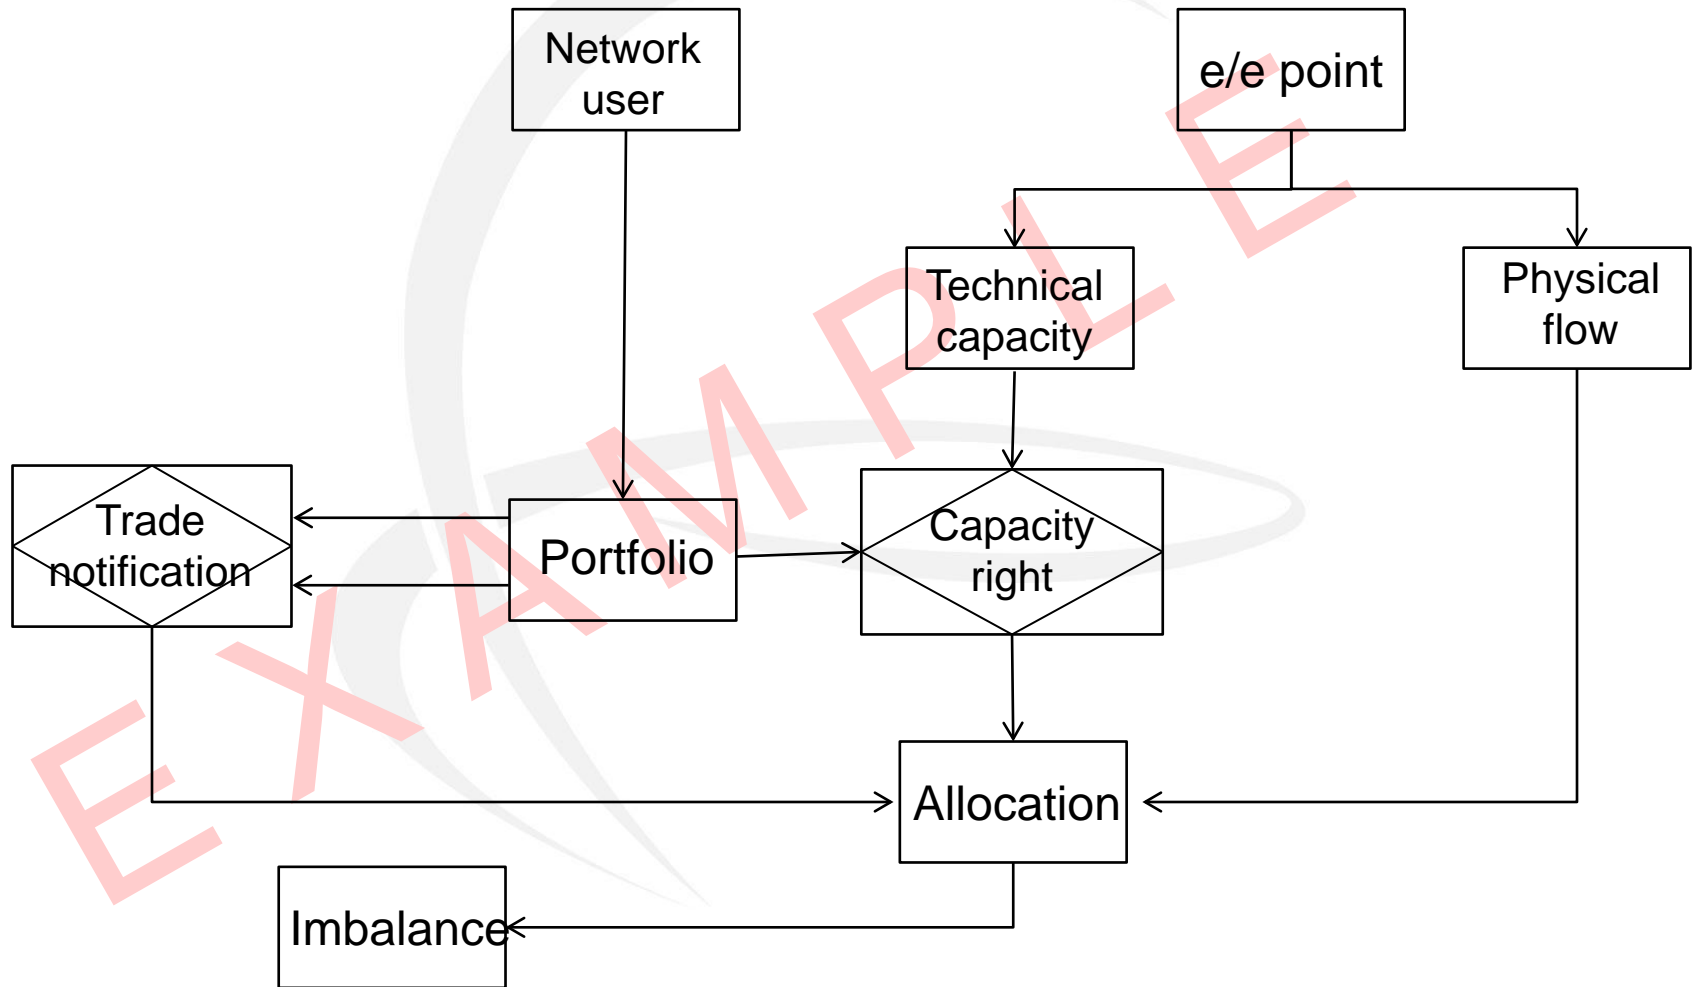 Network
user
e/e point
Technical
capacity
Physical
flow
Trade
notification
Portfolio
Capacity
right
Allocation
Imbalance
EXAMPLE